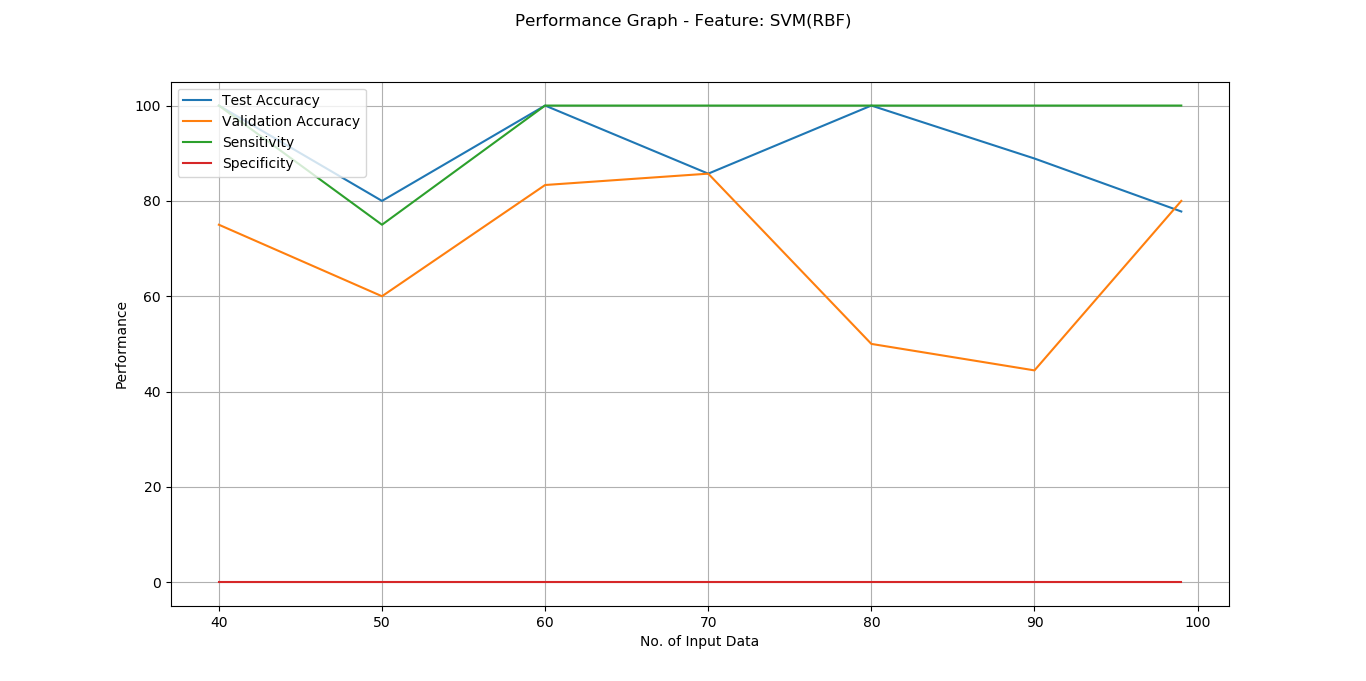 Performance Graph - Feature: SVM(RBF)
Test Accuracy
Validation Accuracy
Sensitivity
Specificity
100
80
60
40
20
0
Performance
40 50 60 70 80 90 100
No. of Input Data